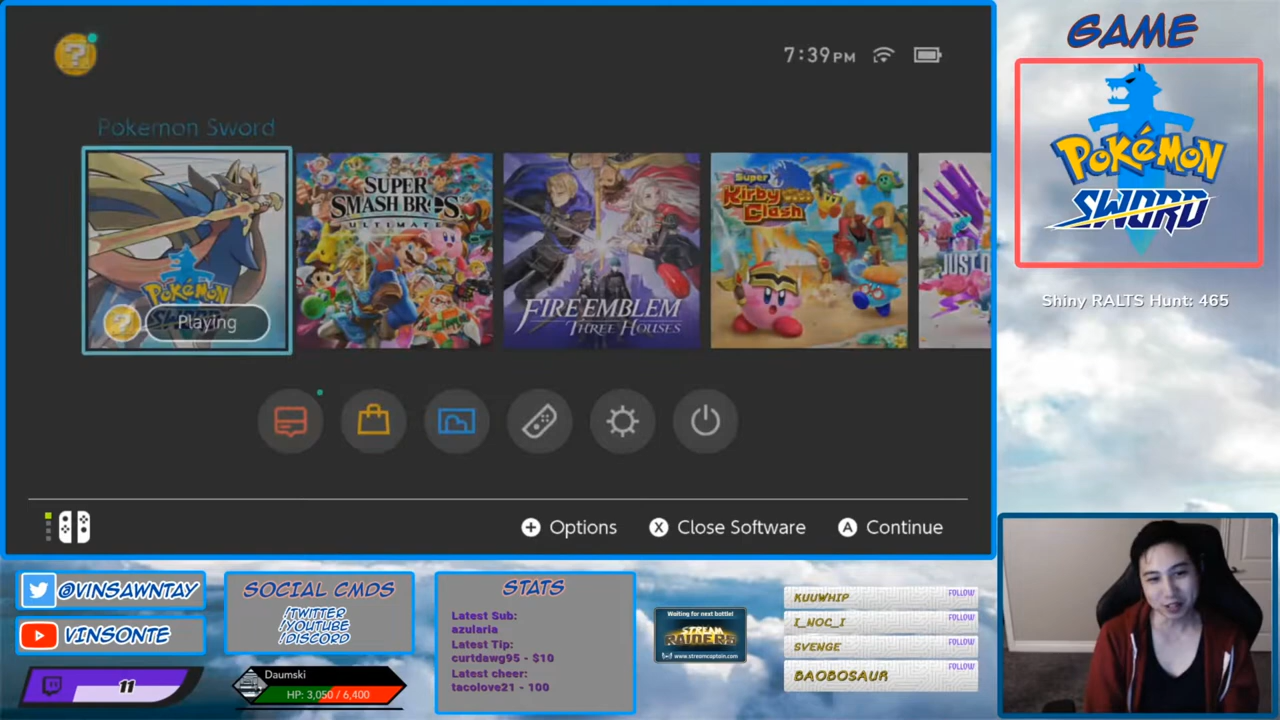 7:39PM
GAME
Pokemon Sword
POKÉMON
SWORD
SUPER
SMASH BROS.
ULTIMATE
FIRE EMBLEM
THREE HOUSES
Super
Kirby
Clash
JUST D
POKÉMON
Playing
Shiny RALTS Hunt: 465
+ Options
X Close Software
A Continue
@VINSAWNTAY
VINSONTE
SOCIAL CMDS
/TWITTER
/YOUTUBE
/DISCORD
STATS
Latest Sub:
azularia
Latest Tip:
curtdawg95 - $10
Latest cheer:
tacolove21 - 100
Waiting for next battle!
STREAM
RAIDERS
www.streamcaptain.com
KUUWHIP FOLLOW
I_NOC_I FOLLOW
SVENGE FOLLOW
BAOBOSAUR FOLLOW
11
Daumski
HP: 3,050 / 6,400